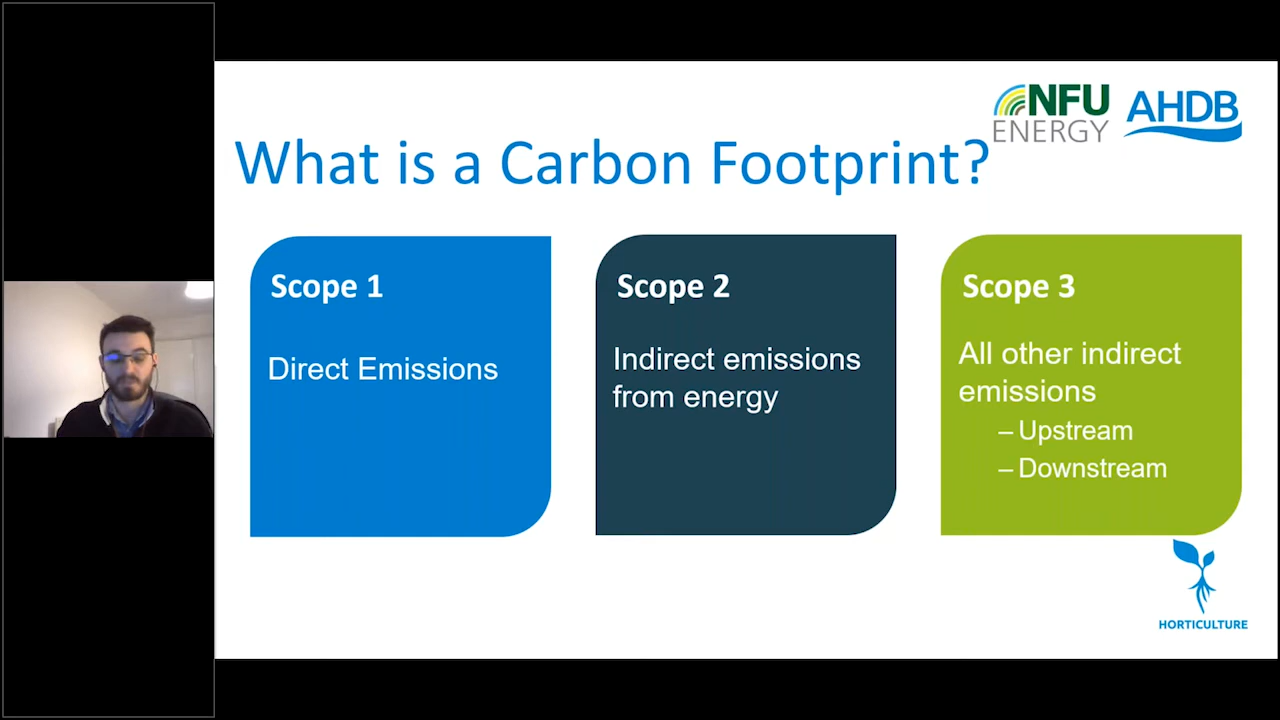 NFU
ENERGY
AHDB
What is a Carbon Footprint?
Scope 1
Direct Emissions
Scope 2
Indirect emissions
from energy
Scope 3
All other indirect
emissions
– Upstream
– Downstream
HORTICULTURE